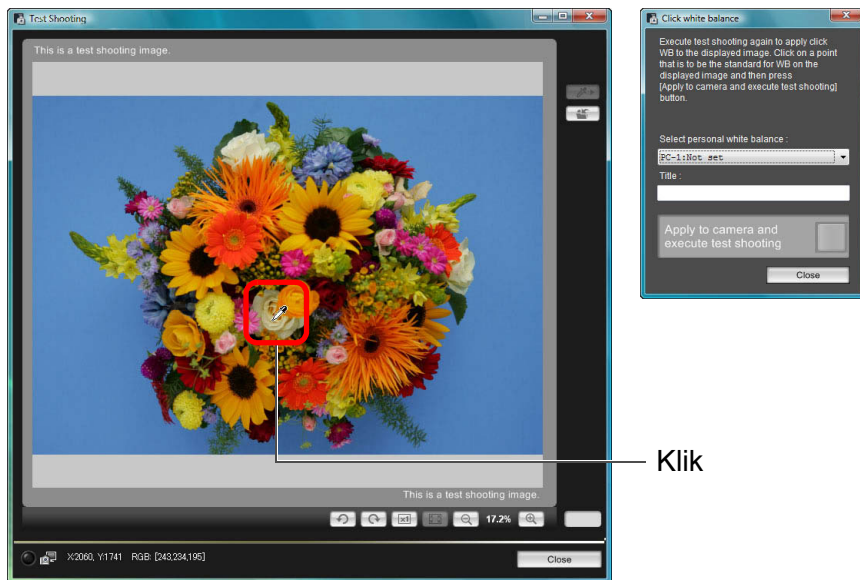 Test Shooting
This is a test shooting image.
This is a test shooting image.
x1
17.2%
X:2060, Y:1741 RGB: [243,234,195]
Close
Click white balance
Execute test shooting again to apply click
WB to the displayed image. Click on a point
that is to be the standard for WB on the
displayed image and then press
[Apply to camera and execute test shooting]
button.
Select personal white balance :
PC-1:Not set
Title :
Apply to camera and
execute test shooting
Close
Klik